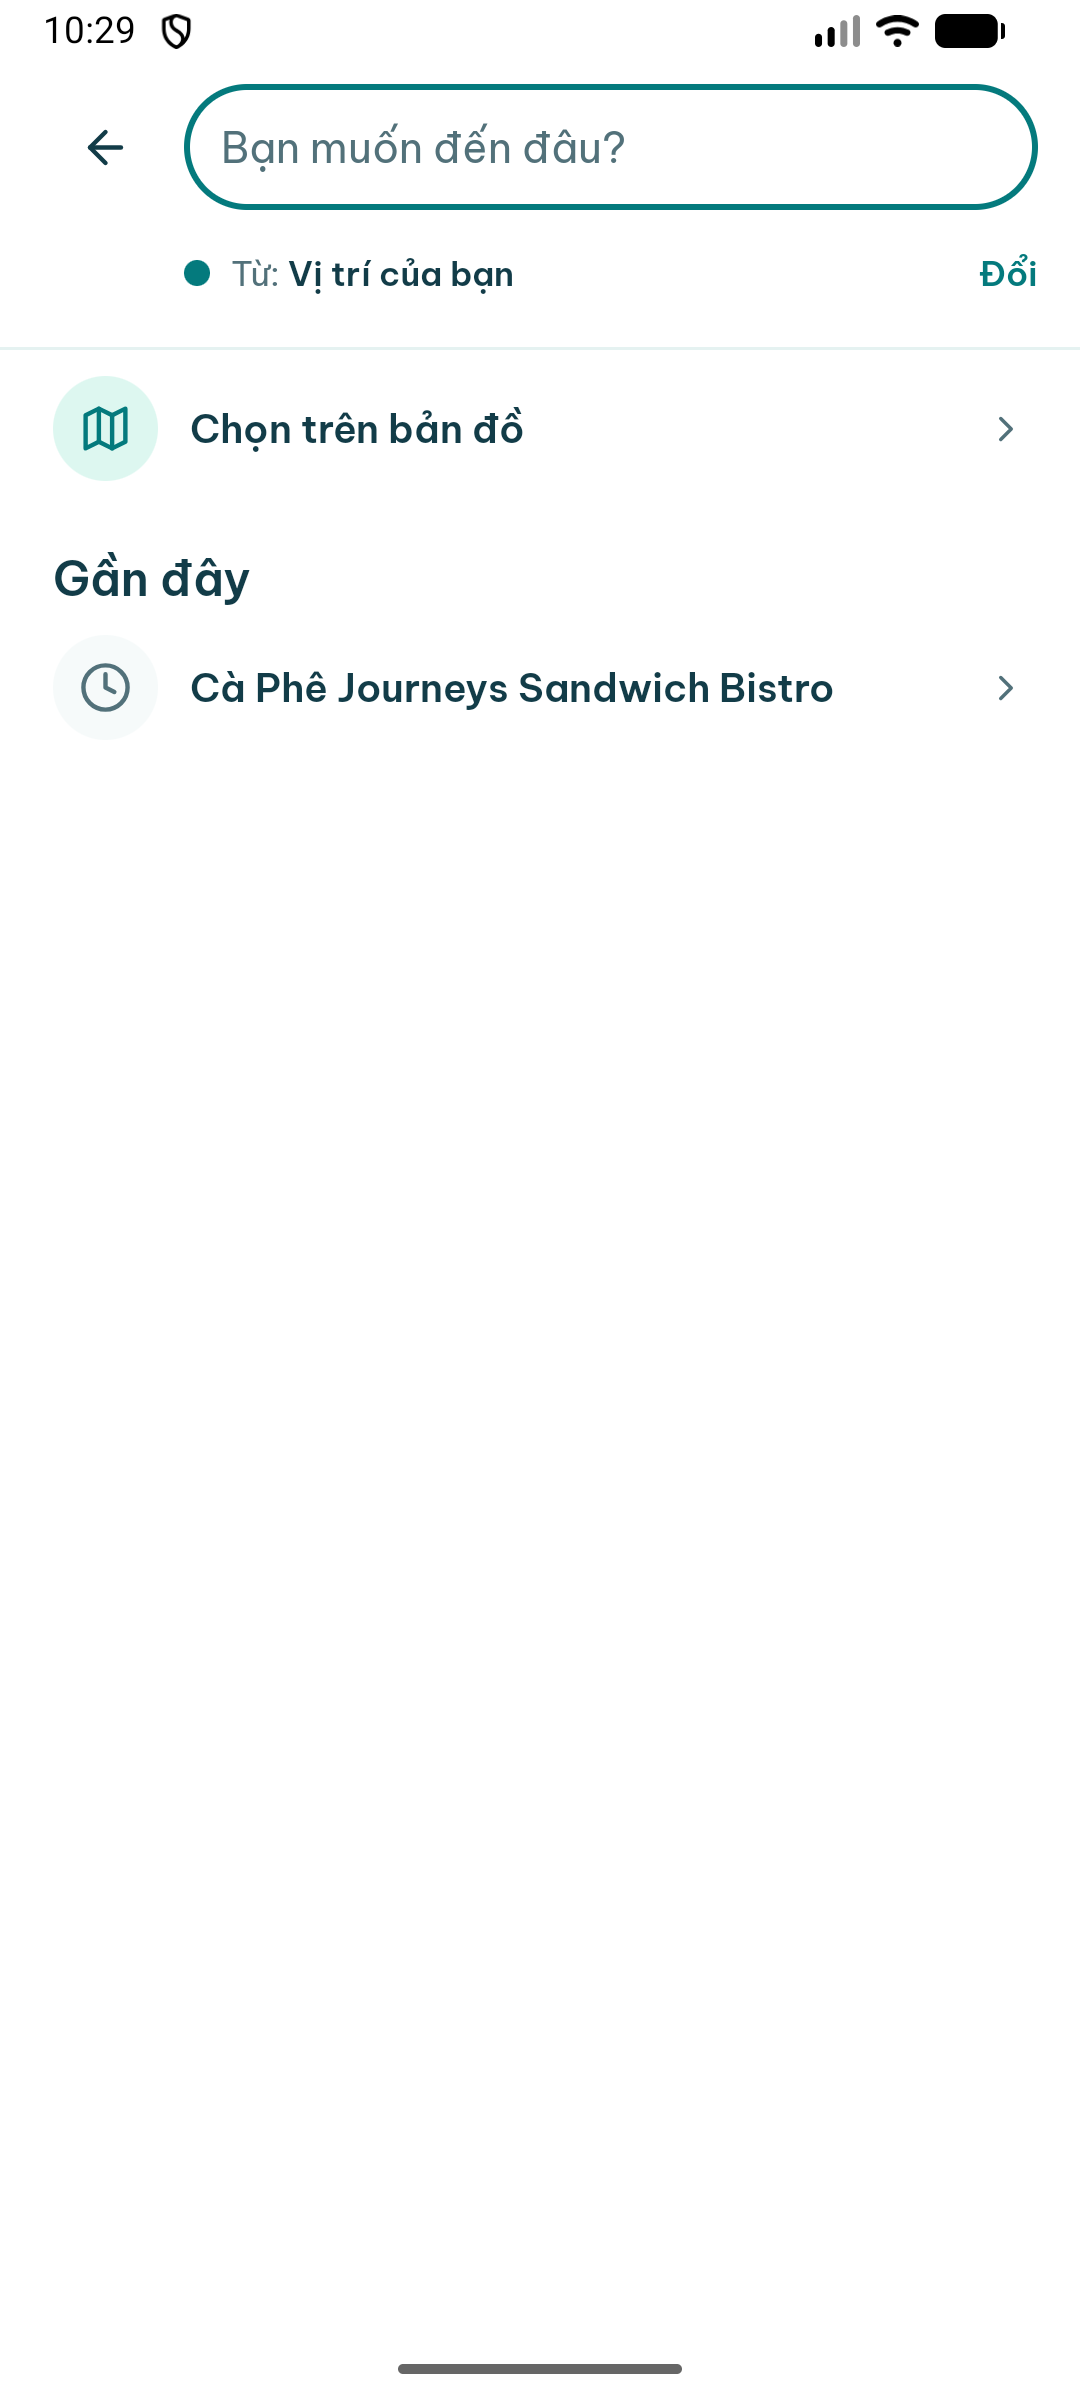 10:29
Bạn muốn đến đâu?
Từ: Vị trí của bạn
Đổi
Chọn trên bản đồ
Gần đây
Cà Phê Journeys Sandwich Bistro